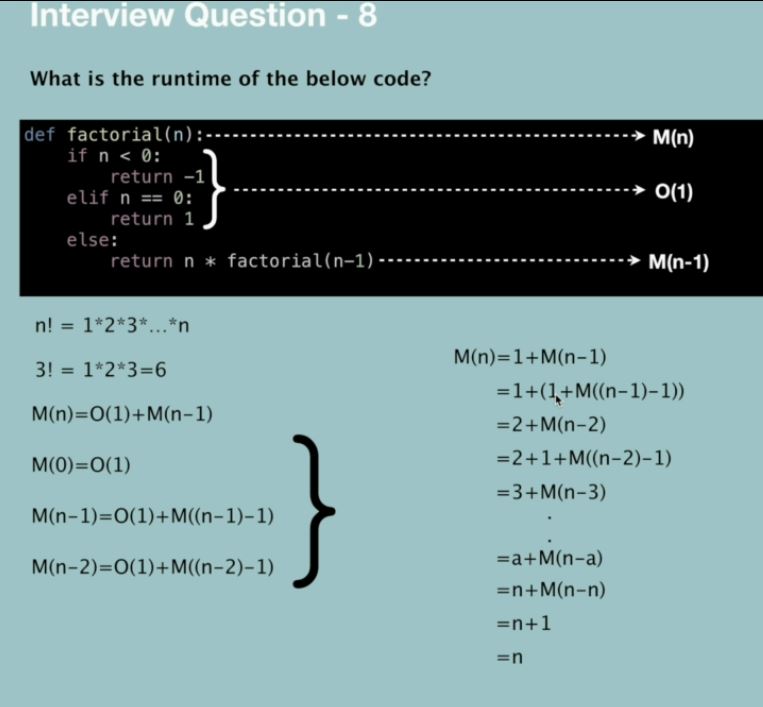 Interview Question - 8
What is the runtime of the below code?
def factorial(n):
M(n)
if n < 0:
return -1
elif n == 0:
return 1
O(1)
else:
return n * factorial(n-1)
M(n-1)
n! = 1*2*3*...*n
3! = 1*2*3=6
M(n)=O(1)+M(n-1)
M(0)=O(1)
M(n-1)=O(1)+M((n-1)-1)
M(n-2)=O(1)+M((n-2)-1)
M(n)=1+M(n-1)
=1+(1+M((n-1)-1))
=2+M(n-2)
=2+1+M((n-2)-1)
=3+M(n-3)
.
.
=a+M(n-a)
=n+M(n-n)
=n+1
=n